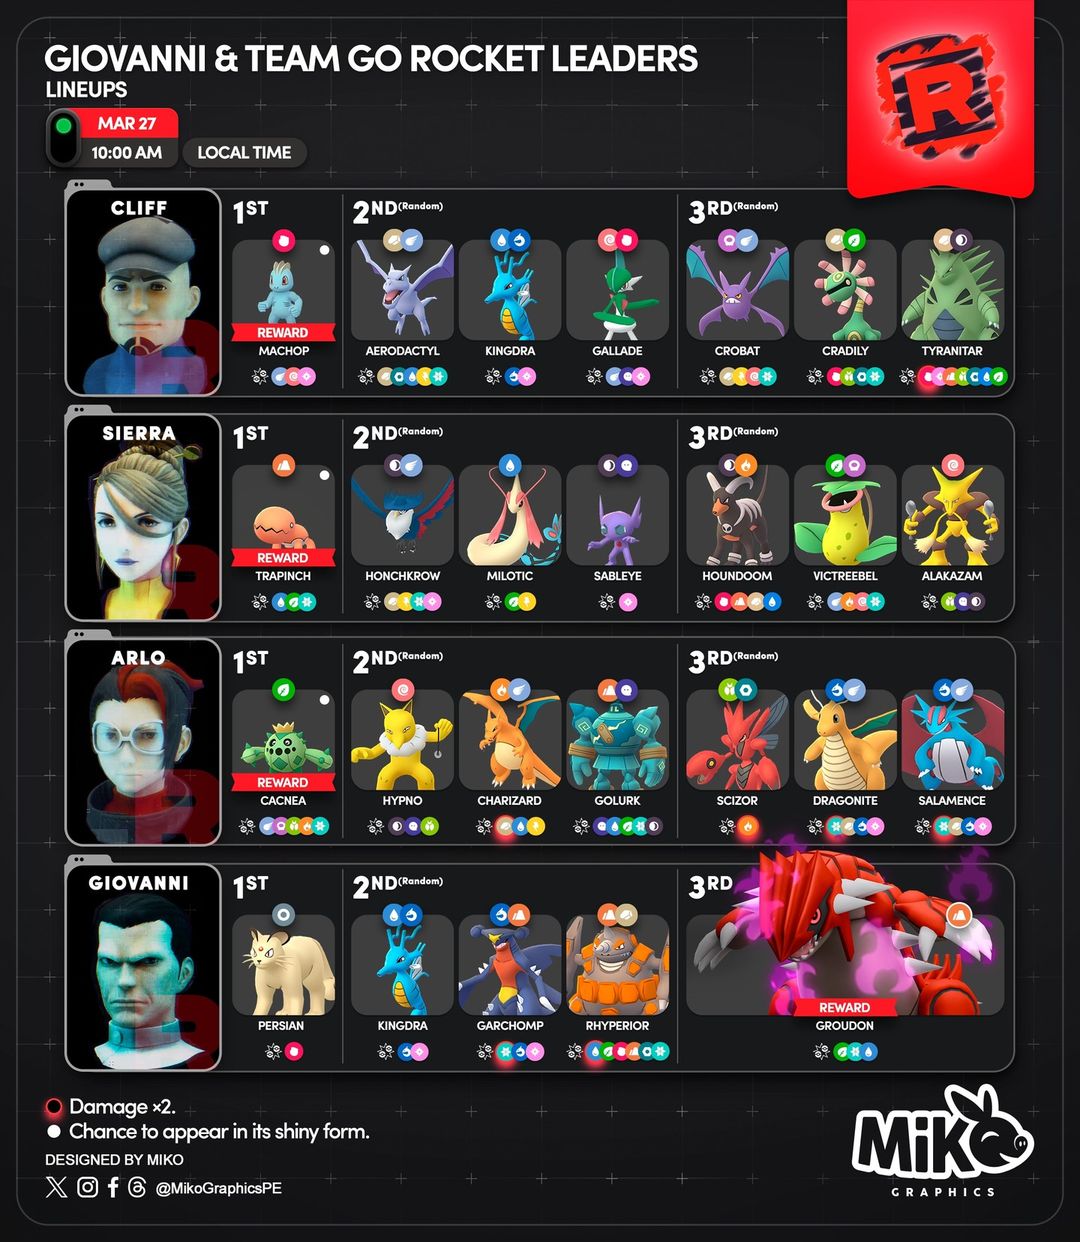 GIOVANNI & TEAM GO ROCKET LEADERS
LINEUPS
MAR 27
10:00 AM
LOCAL TIME
R
CLIFF
1ST
2ND(Random)
3RD(Random)
REWARD
MACHOP
AERODACTYL
KINGDRA
GALLADE
CROBAT
CRADILY
TYRANITAR
SIERRA
1ST
2ND(Random)
3RD(Random)
REWARD
TRAPINCH
HONCHKROW
MILOTIC
SABLEYE
HOUNDOOM
VICTREEBEL
ALAKAZAM
ARLO
1ST
2ND(Random)
3RD(Random)
REWARD
CACNEA
HYPNO
CHARIZARD
GOLURK
SCIZOR
DRAGONITE
SALAMENCE
GIOVANNI
1ST
2ND(Random)
3RD
PERSIAN
KINGDRA
GARCHOMP
RHYPERIOR
REWARD
GROUDON
Damage ×2.
Chance to appear in its shiny form.
DESIGNED BY MIKO
@MikoGraphicsPE
MiKO
GRAPHICS